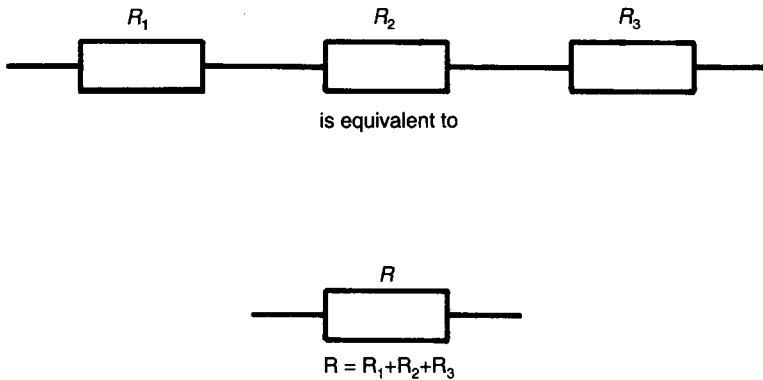 R₁ R₂ R₃
is equivalent to
R
R = R₁+R₂+R₃